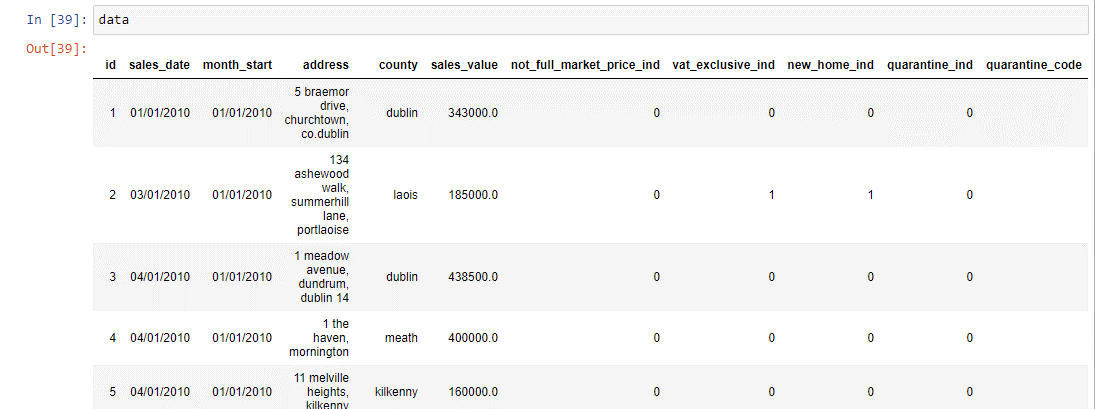 In [39]: data
Out[39]:
id sales_date month_start address county sales_value not_full_market_price_ind vat_exclusive_ind new_home_ind quarantine_ind quarantine_code
5 braemor
drive,
1 01/01/2010 01/01/2010 churchtown, dublin 343000.0 0 0 0 0
co.dublin
134
ashewood
walk,
2 03/01/2010 01/01/2010 summerhill laois 185000.0 0 1 1 0
lane,
portlaoise
1 meadow
avenue,
3 04/01/2010 01/01/2010 dundrum, dublin 438500.0 0 0 0 0
dublin 14
1 the
4 04/01/2010 01/01/2010 haven, meath 400000.0 0 0 0 0
mornington
11 melville
5 04/01/2010 01/01/2010 heights, kilkenny 160000.0 0 0 0 0
kilkenny